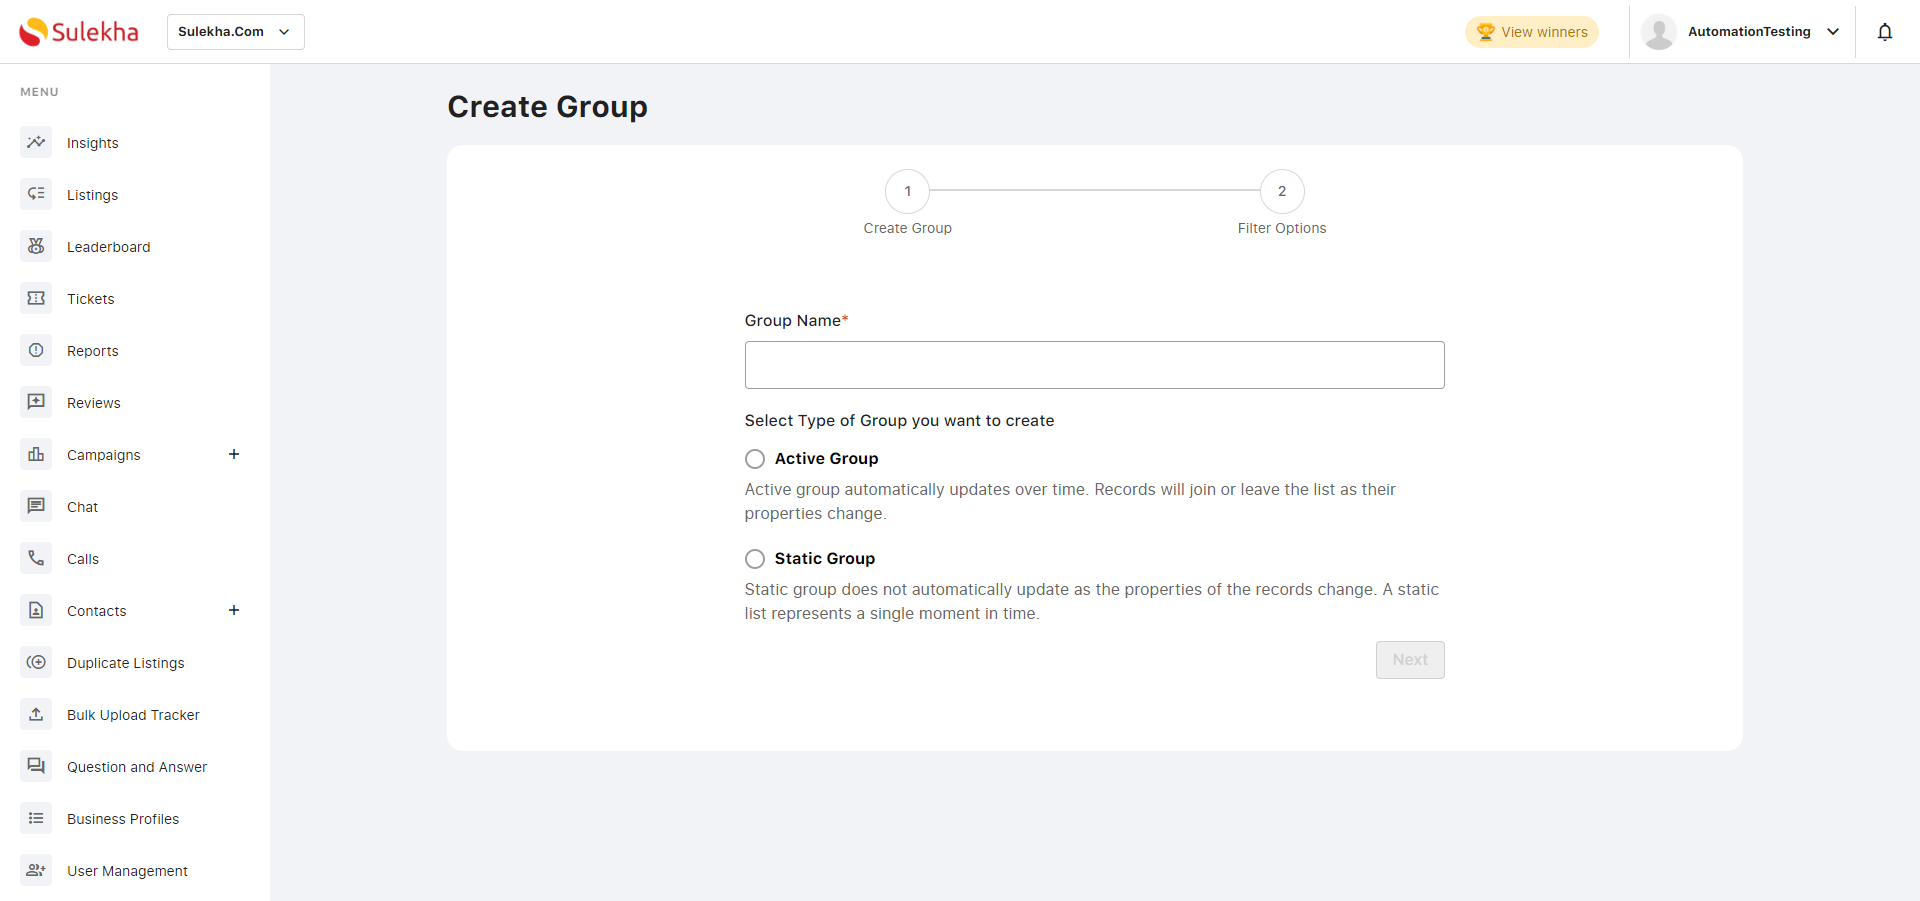 Sulekha
Sulekha.Com
View winners
AutomationTesting
MENU
Insights
Listings
Leaderboard
Tickets
Reports
Reviews
Campaigns +
Chat
Calls
Contacts +
Duplicate Listings
Bulk Upload Tracker
Question and Answer
Business Profiles
User Management
Create Group
1
2
Create Group
Filter Options
Group Name*
Select Type of Group you want to create
Active Group
Active group automatically updates over time. Records will join or leave the list as their
properties change.
Static Group
Static group does not automatically update as the properties of the records change. A static
list represents a single moment in time.
Next